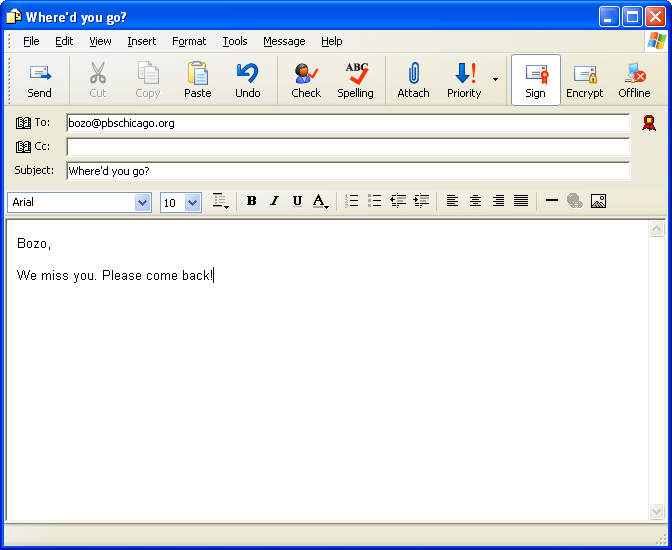 Where'd you go?
File Edit View Insert Format Tools Message Help
Send Cut Copy Paste Undo Check Spelling Attach Priority Sign Encrypt Offline
To: bozo@pbschicago.org
Cc:
Subject: Where'd you go?
Arial 10 B I U A
Bozo,
We miss you. Please come back!